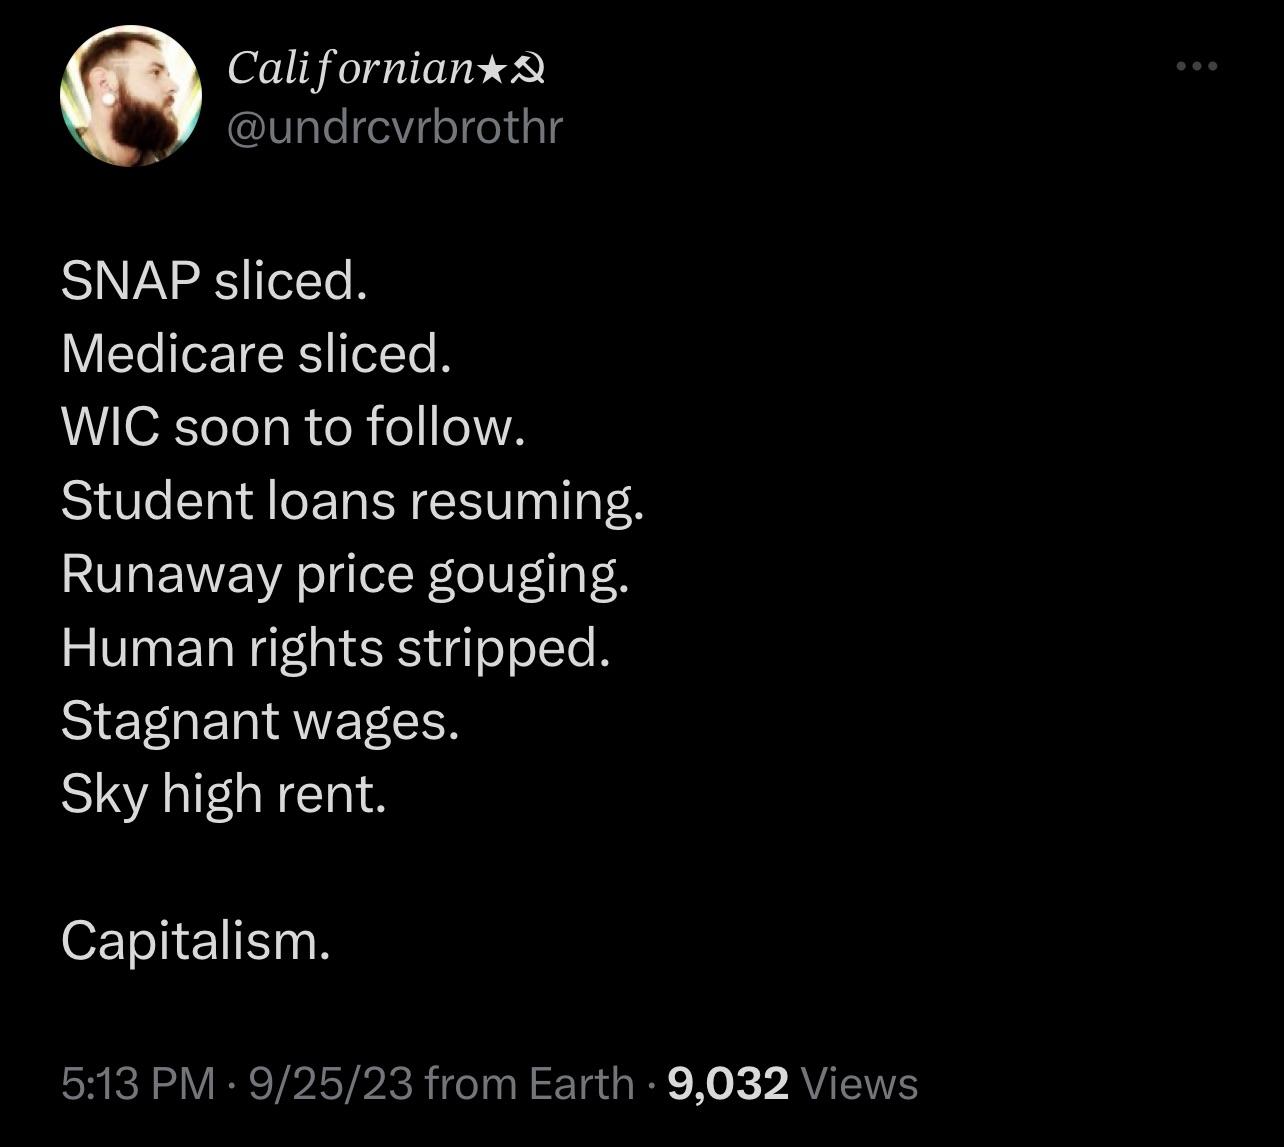 Californian★☭
@undrcvrbrothr
SNAP sliced.
Medicare sliced.
WIC soon to follow.
Student loans resuming.
Runaway price gouging.
Human rights stripped.
Stagnant wages.
Sky high rent.
Capitalism.
5:13 PM · 9/25/23 from Earth · 9,032 Views